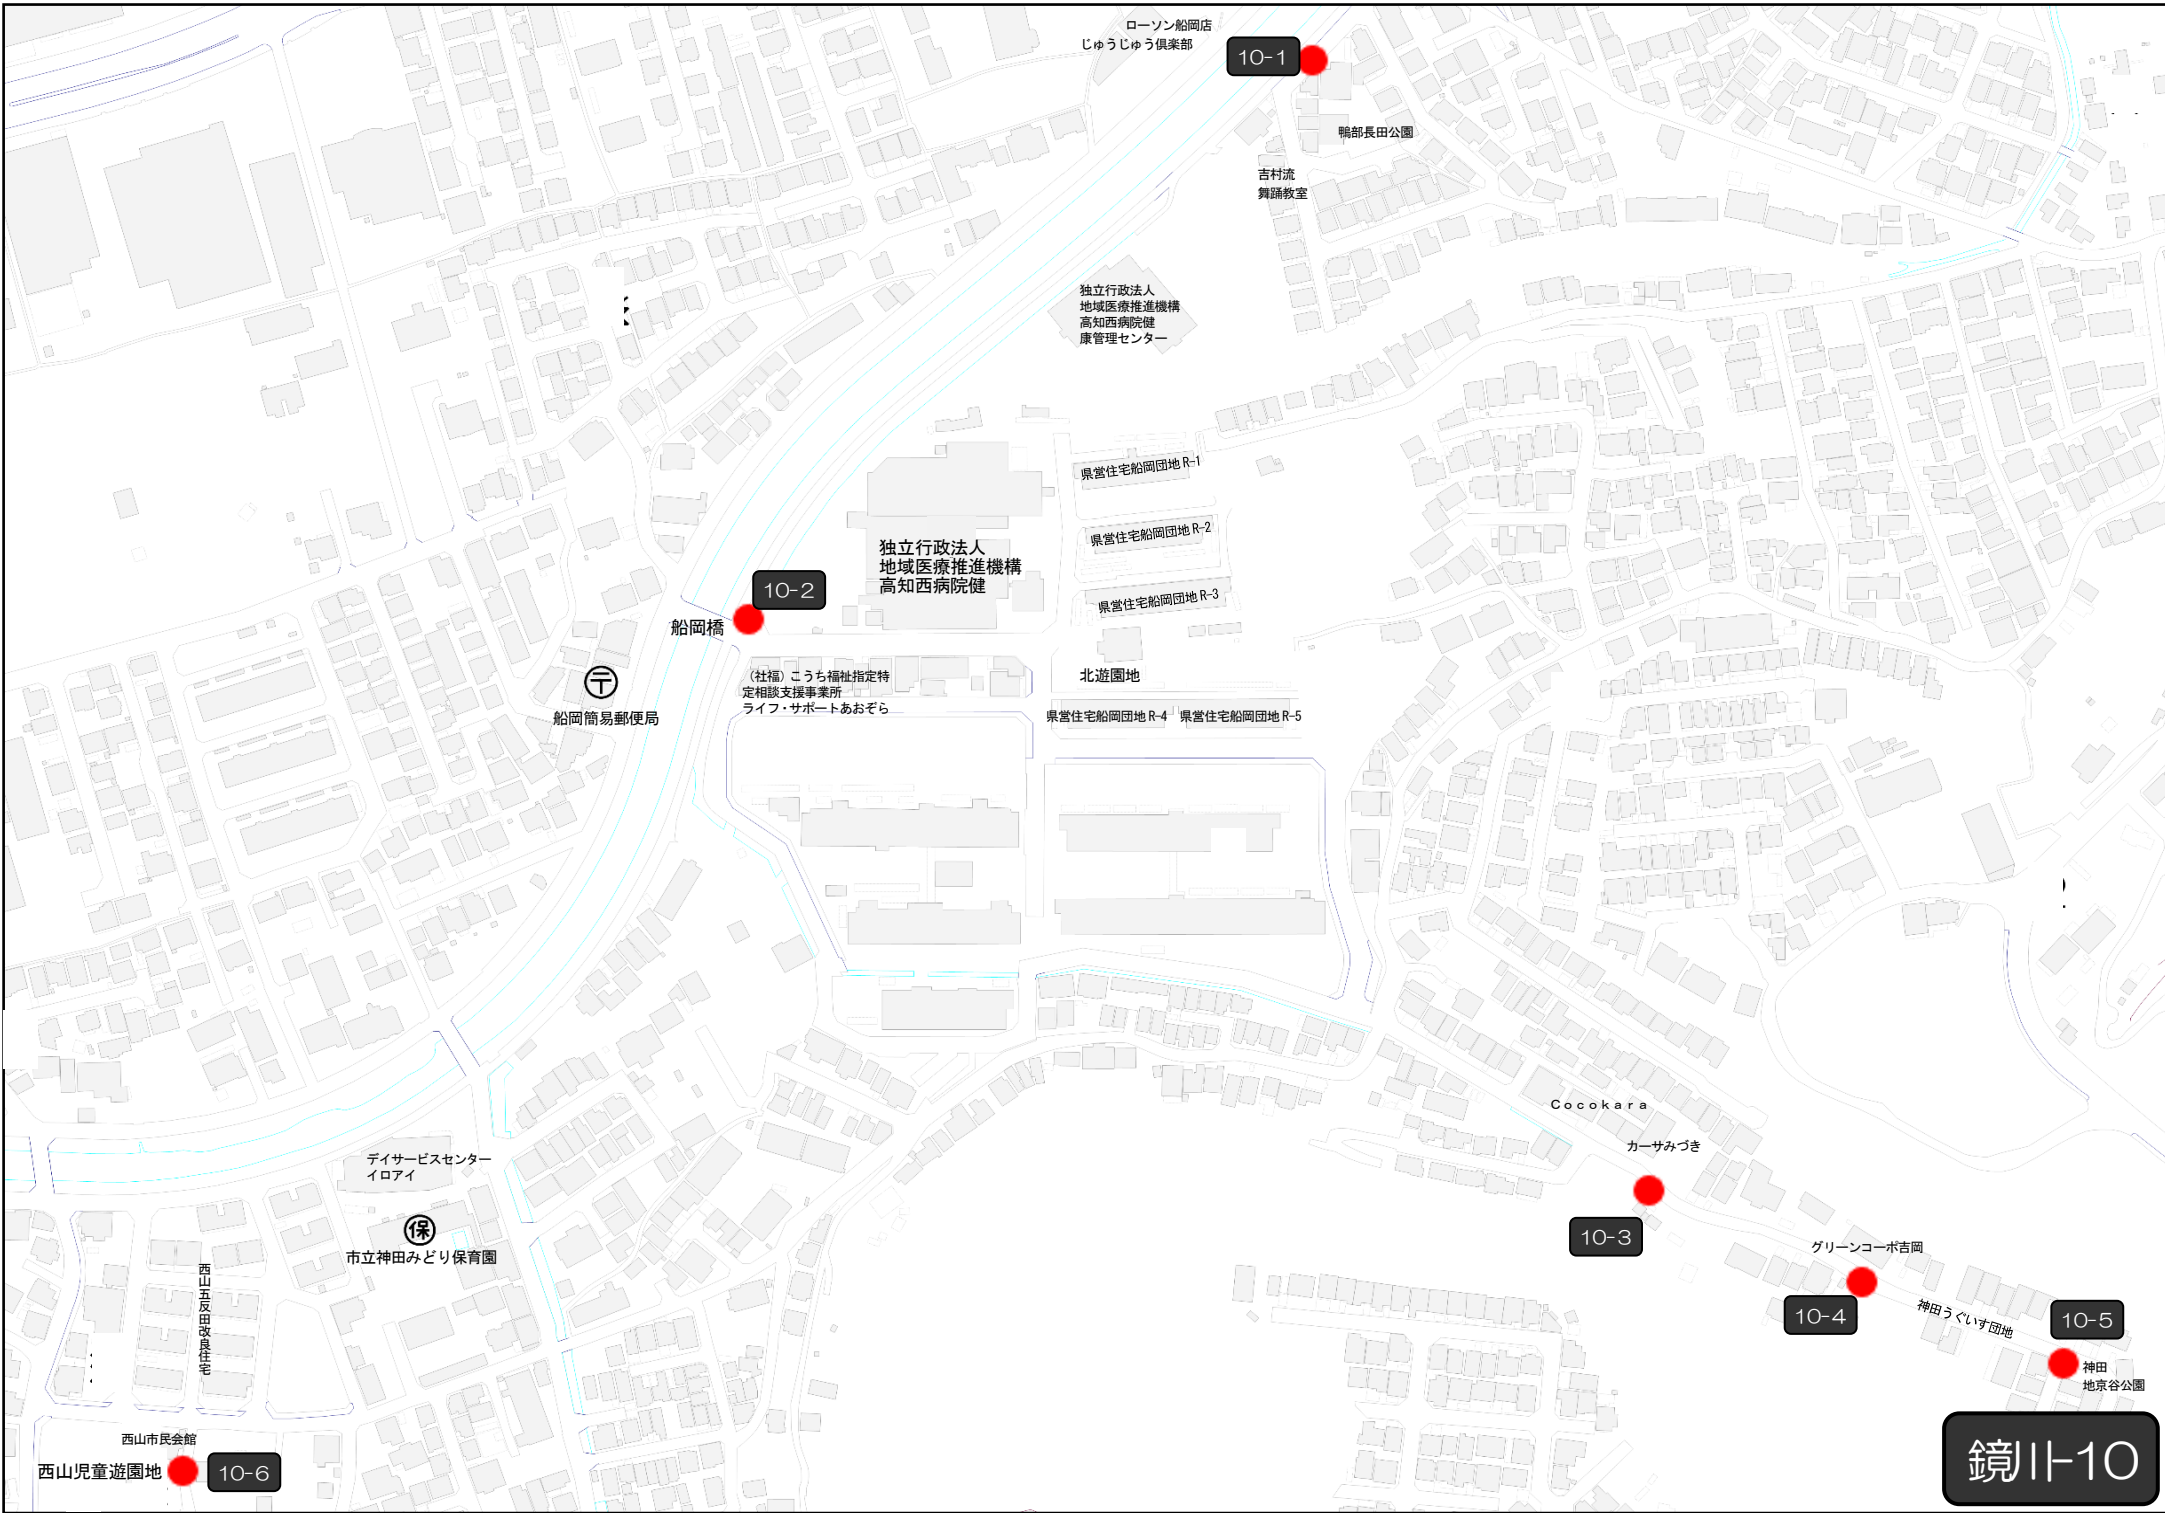 ローソン船岡店
じゅうじゅう倶楽部
10-1
鴨部長田公園
吉村流
舞踊教室
独立行政法人
地域医療推進機構
高知西病院健
康管理センター
県営住宅船岡団地 R-1
県営住宅船岡団地 R-2
独立行政法人
地域医療推進機構
高知西病院健
県営住宅船岡団地 R-3
10-2
船岡橋
北遊園地
（社福）こうち福祉指定特
定相談支援事業所
ライフ・サポートあおぞら
〒
船岡簡易郵便局
県営住宅船岡団地 R-4
県営住宅船岡団地 R-5
Cocokara
カーサみづき
デイサービスセンター
イロアイ
保
市立神田みどり保育園
10-3
グリーンコーポ吉岡
10-4
神田うぐいす団地
10-5
神田
地京谷公園
西山五反田改良住宅
西山市民会館
西山児童遊園地
10-6
鏡川-10